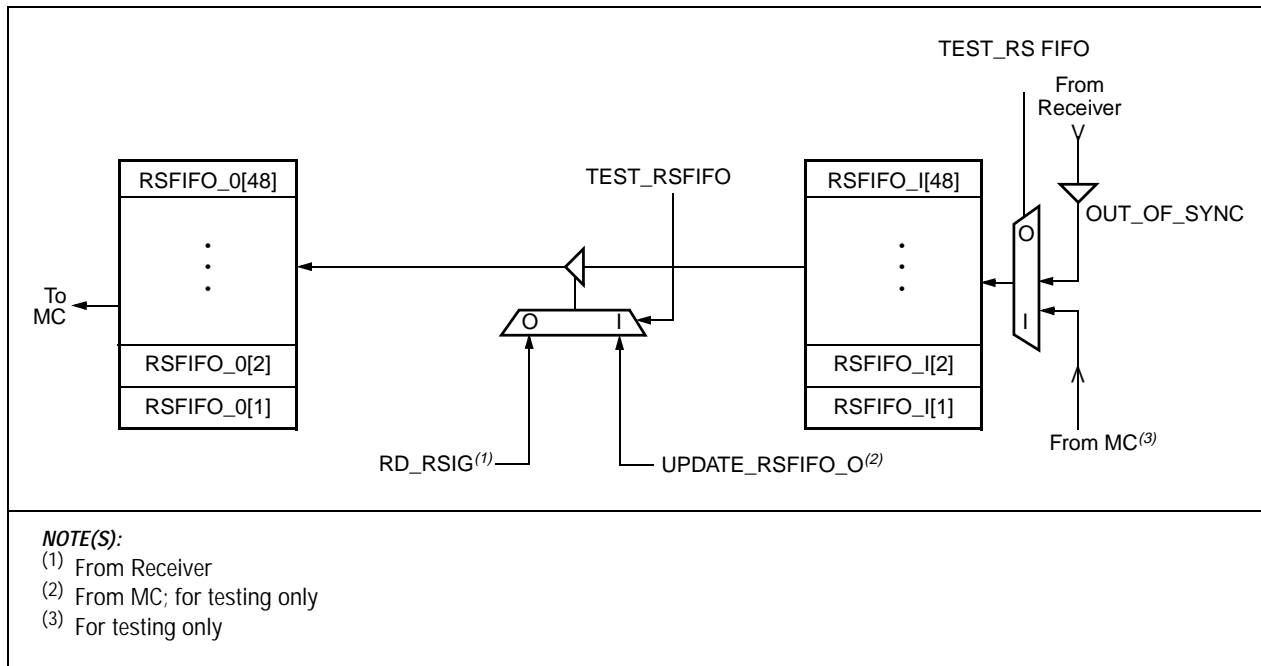 TEST_RS FIFO
From
Receiver
RSFIFO_0[48]
TEST_RSFIFO
RSFIFO_I[48]
OUT_OF_SYNC
O
To
MC
O I
I
RSFIFO_0[2]
RSFIFO_I[2]
RSFIFO_0[1]
RSFIFO_I[1]
From MC(3)
RD_RSIG(1)
UPDATE_RSFIFO_O(2)
NOTE(S):
(1) From Receiver
(2) From MC; for testing only
(3) For testing only